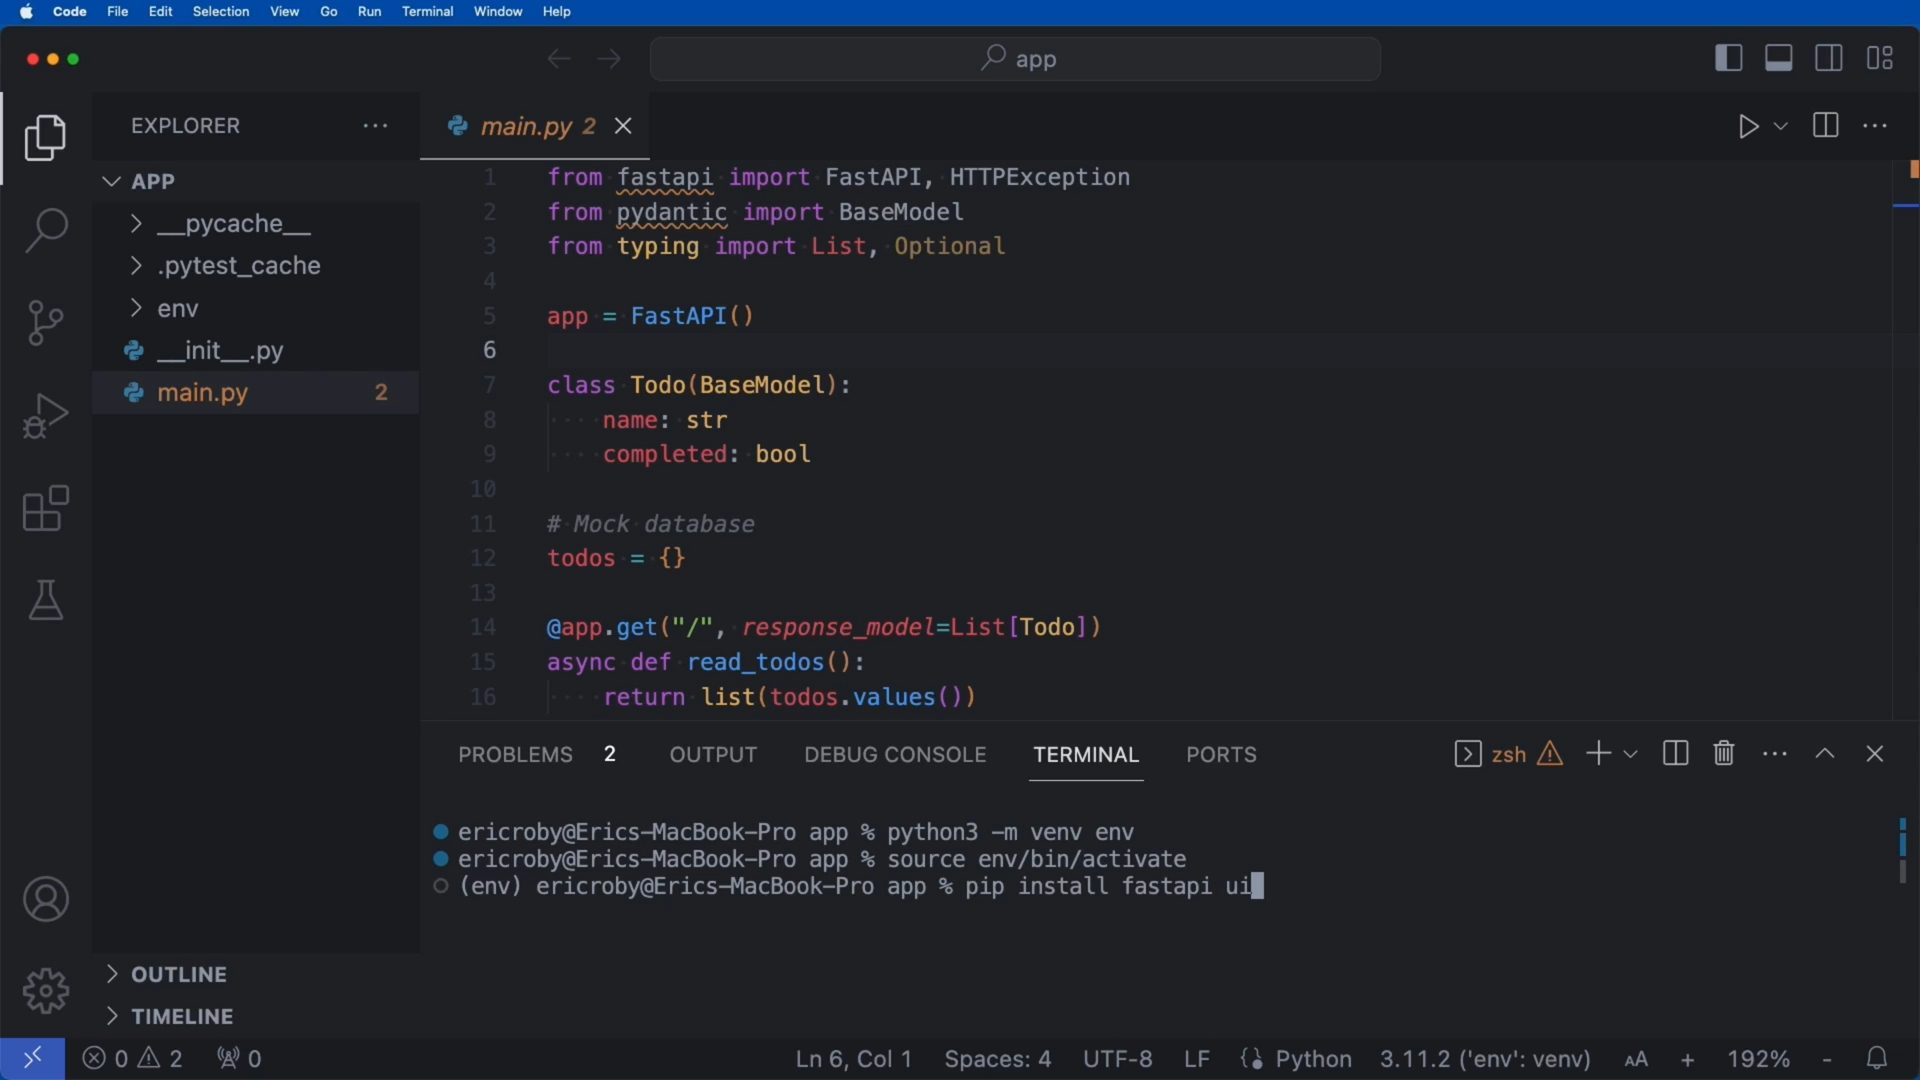 Code File Edit Selection View Go Run Terminal Window Help
app
EXPLORER
main.py 2
APP
__pycache__
.pytest_cache
env
__init__.py
main.py 2
1 from fastapi import FastAPI, HTTPException
2 from pydantic import BaseModel
3 from typing import List, Optional
4
5 app = FastAPI()
6
7 class Todo(BaseModel):
8 name: str
9 completed: bool
10
11 # Mock database
12 todos = {}
13
14 @app.get("/", response_model=List[Todo])
15 async def read_todos():
16 return list(todos.values())
PROBLEMS 2 OUTPUT DEBUG CONSOLE TERMINAL PORTS zsh
ericroby@Erics-MacBook-Pro app % python3 -m venv env
ericroby@Erics-MacBook-Pro app % source env/bin/activate
(env) ericroby@Erics-MacBook-Pro app % pip install fastapi ui
OUTLINE
TIMELINE
0 2 0 Ln 6, Col 1 Spaces: 4 UTF-8 LF Python 3.11.2 ('env': venv) AA + 192% -